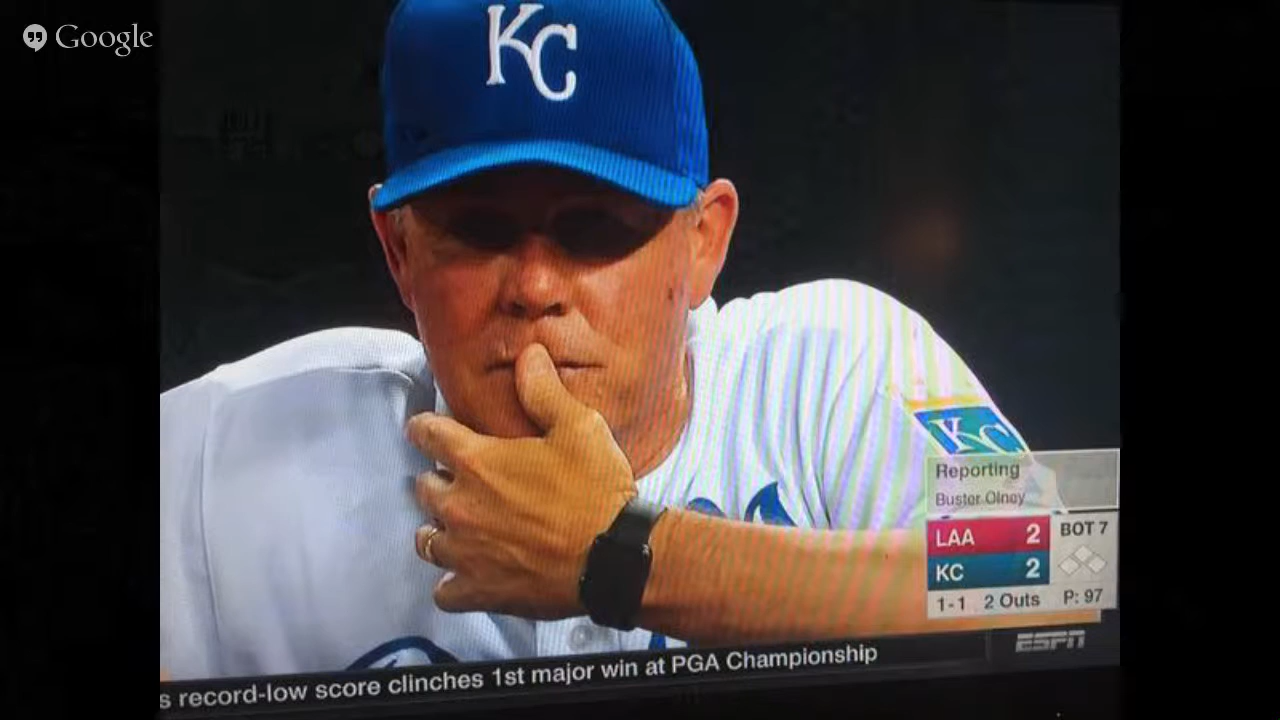 Google
KC
KC
Reporting
Buster Olney
LAA 2 BOT 7
KC 2
1-1 2 Outs P: 97
ESPN
s record-low score clinches 1st major win at PGA Championship